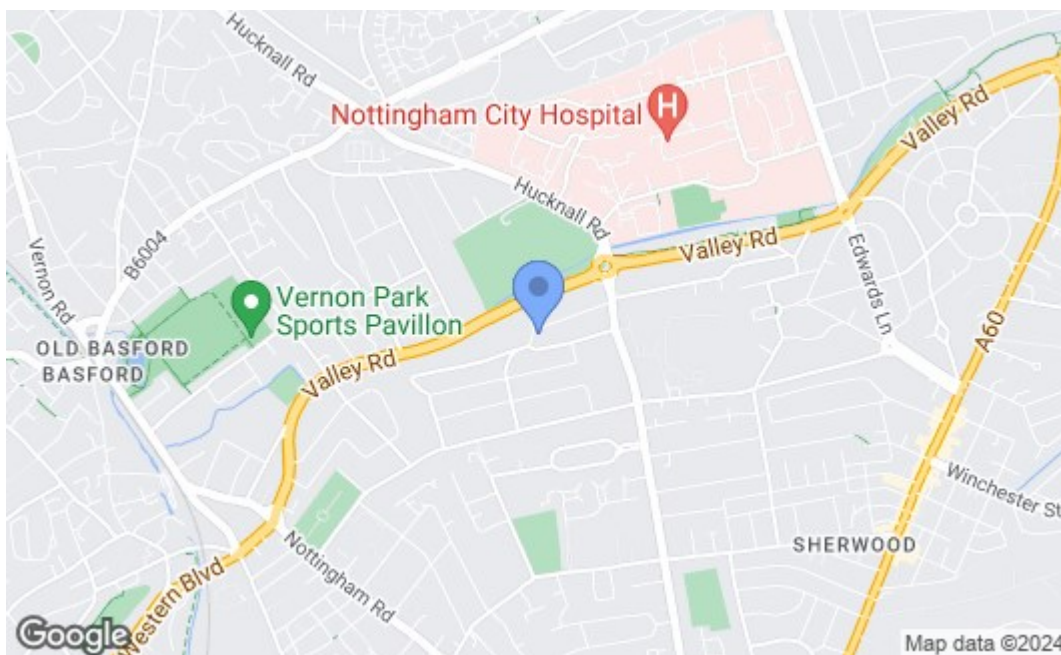 Hucknall Rd
Nottingham City Hospital
H
Valley Rd
Hucknall Rd
B6004
Vernon Rd
Valley Rd
Edwards Ln
Vernon Park
Sports Pavillon
A60
OLD BASFORD
BASFORD
Valley Rd
Winchester St
Nottingham Rd
SHERWOOD
Western Blvd
Google
Map data ©2024